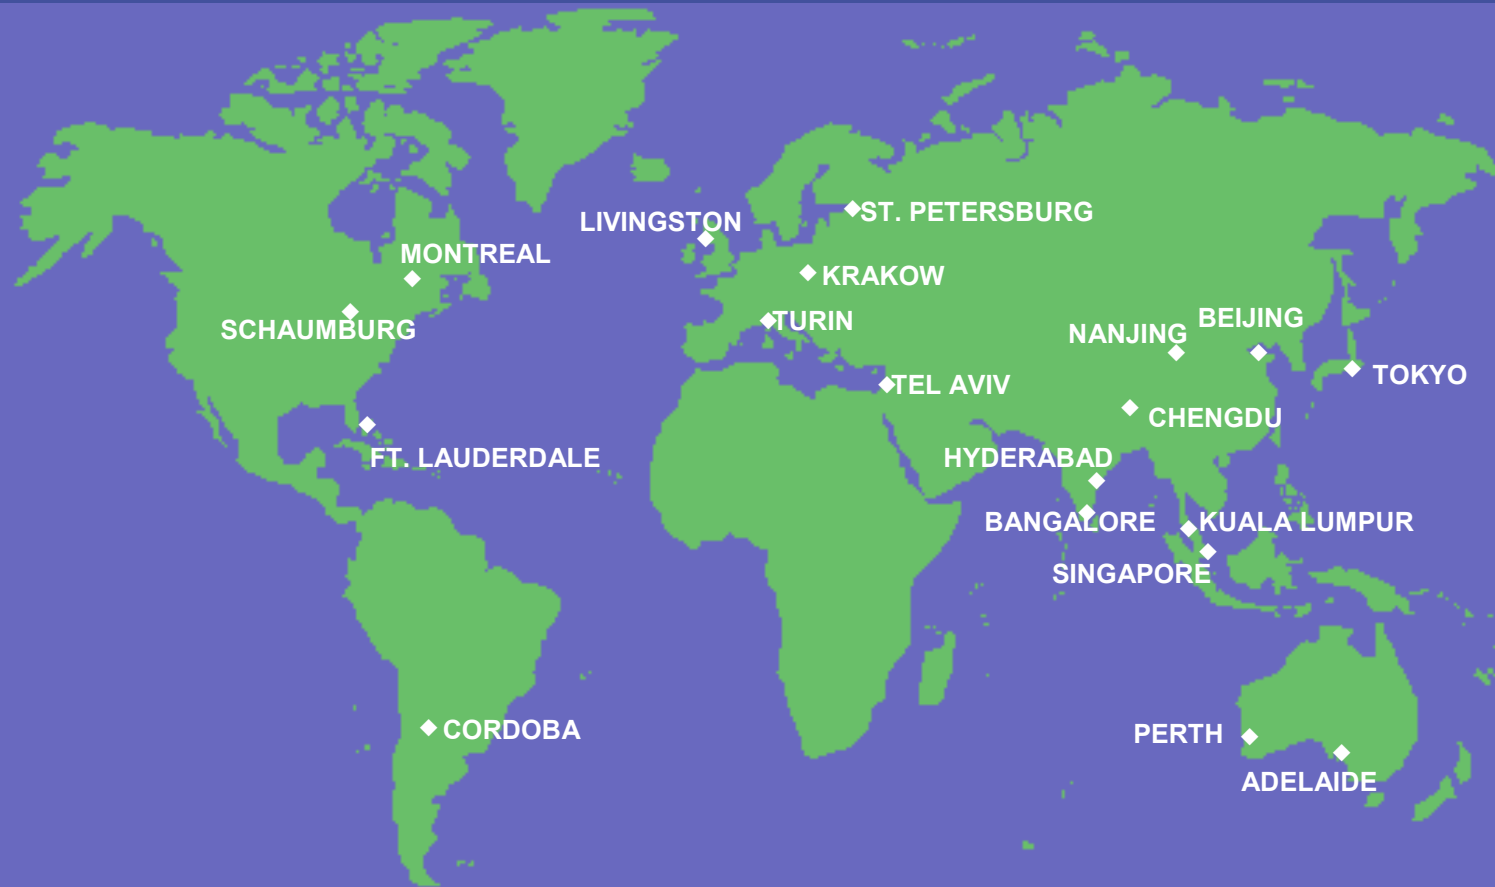 ST. PETERSBURG
LIVINGSTON
MONTREAL
KRAKOW
BEIJING
TURIN
SCHAUMBURG
NANJING
TOKYO
TEL AVIV
CHENGDU
FT. LAUDERDALE
HYDERABAD
BANGALORE
KUALA LUMPUR
SINGAPORE
CORDOBA
PERTH
ADELAIDE